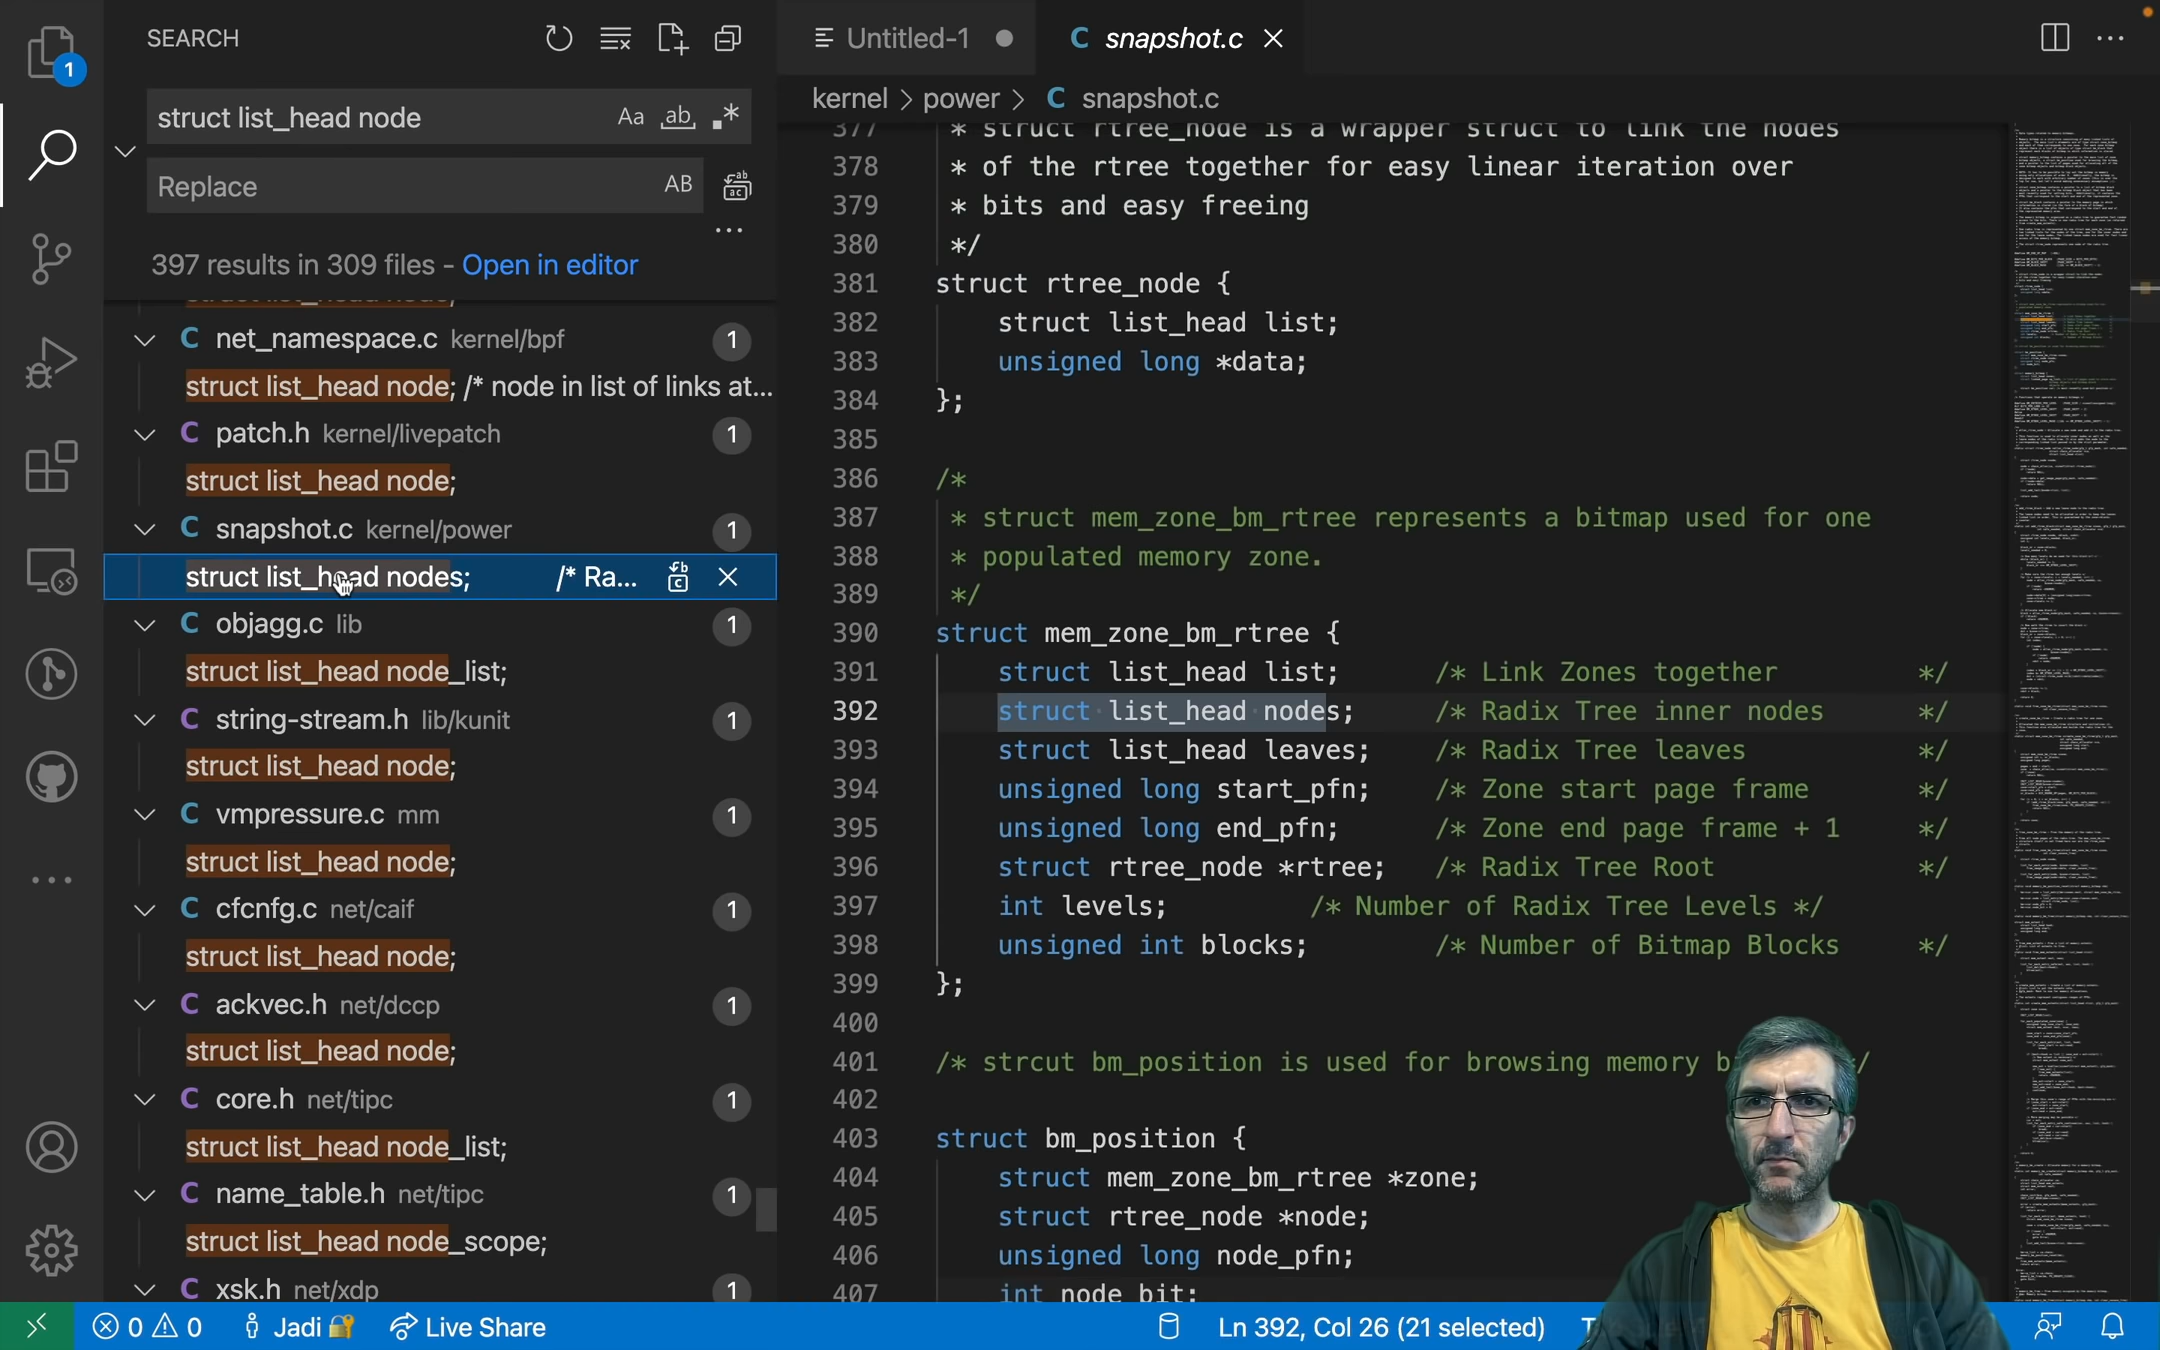 SEARCH
struct list_head node
Aa ab .*
Replace
AB
...
397 results in 309 files - Open in editor
net_namespace.c kernel/bpf 1
struct list_head node; /* node in list of links at...
patch.h kernel/livepatch 1
struct list_head node;
snapshot.c kernel/power 1
struct list_head nodes; /* Ra...
objagg.c lib 1
struct list_head node_list;
string-stream.h lib/kunit 1
struct list_head node;
vmpressure.c mm 1
struct list_head node;
cfcnfg.c net/caif 1
struct list_head node;
ackvec.h net/dccp 1
struct list_head node;
core.h net/tipc 1
struct list_head node_list;
name_table.h net/tipc 1
struct list_head node_scope;
xsk.h net/xdp 1
1
Untitled-1
C snapshot.c
kernel > power > C snapshot.c
377 * struct rtree_node is a wrapper struct to link the nodes
378 * of the rtree together for easy linear iteration over
379 * bits and easy freeing
380 */
381 struct rtree_node {
382 struct list_head list;
383 unsigned long *data;
384 };
385
386 /*
387 * struct mem_zone_bm_rtree represents a bitmap used for one
388 * populated memory zone.
389 */
390 struct mem_zone_bm_rtree {
391 struct list_head list; /* Link Zones together */
392 struct list_head nodes; /* Radix Tree inner nodes */
393 struct list_head leaves; /* Radix Tree leaves */
394 unsigned long start_pfn; /* Zone start page frame */
395 unsigned long end_pfn; /* Zone end page frame + 1 */
396 struct rtree_node *rtree; /* Radix Tree Root */
397 int levels; /* Number of Radix Tree Levels */
398 unsigned int blocks; /* Number of Bitmap Blocks */
399 };
400
401 /* strcut bm_position is used for browsing memory b */
402
403 struct bm_position {
404 struct mem_zone_bm_rtree *zone;
405 struct rtree_node *node;
406 unsigned long node_pfn;
407 int node_bit;
0 0 Jadi Live Share
Ln 392, Col 26 (21 selected)